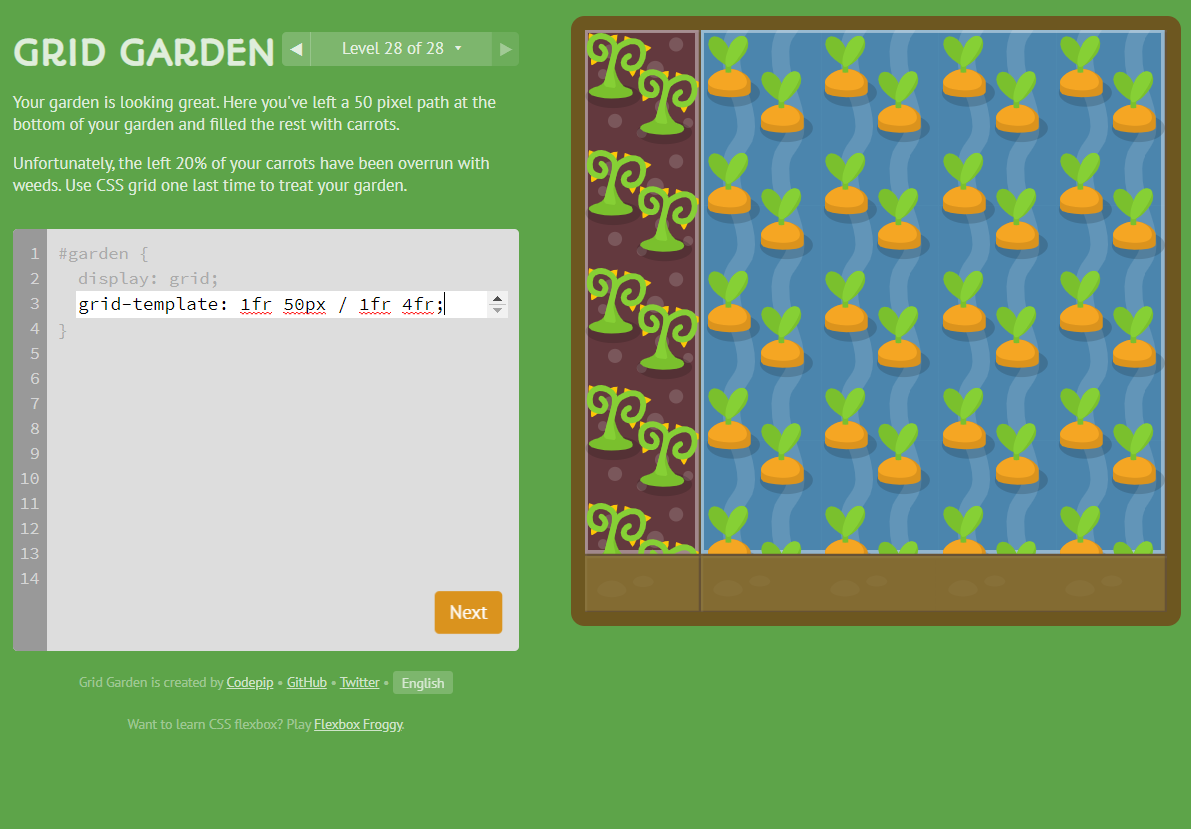 GRID GARDEN
◀ Level 28 of 28 ▾ ▶
Your garden is looking great. Here you've left a 50 pixel path at the
bottom of your garden and filled the rest with carrots.
Unfortunately, the left 20% of your carrots have been overrun with
weeds. Use CSS grid one last time to treat your garden.
1 #garden {
2 display: grid;
3 grid-template: 1fr 50px / 1fr 4fr;
4 }
5
6
7
8
9
10
11
12
13
14
Next
Grid Garden is created by Codepip • GitHub • Twitter • English
Want to learn CSS flexbox? Play Flexbox Froggy.